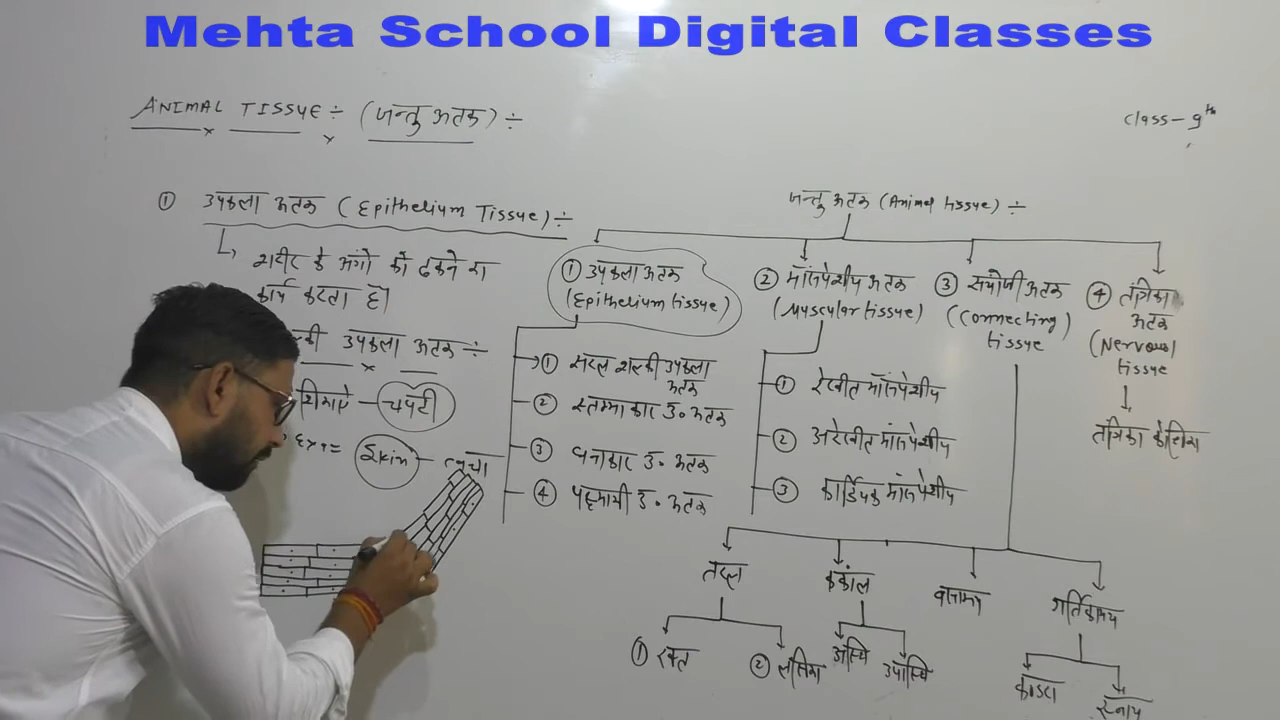 Mehta School Digital Classes
ANIMAL TISSUE ÷ (जन्तु ऊतक) ÷
Class - 9th
① उपकला ऊतक (Epithelium Tissue) ÷
शरीर के अंगो को ढकने का
कार्य करता है।
उपकला ऊतक ÷
चपटी
Ex. =
Skin - त्वचा
जन्तु ऊतक (Animal tissue) ÷
① उपकला ऊतक
(Epithelium tissue)
① सरल शल्की उपकला
ऊतक
② स्तम्भाकार उ॰ ऊतक
③ घनाकार उ॰ ऊतक
④ पक्ष्माभी उ॰ ऊतक
② मॉसपेशीय ऊतक
(Muscular tissue)
① रेखीत मॉसपेशीय
② अरेखीत मॉसपेशीय
③ कार्डियक मॉसपेशीय
③ सयोजी ऊतक
(Connecting)
tissue
तरल
① रक्त
② लसिका
कंकाल
अस्थि
उपास्थि
वसामय
कंडरा
स्नायु
④ तंत्रिका
ऊतक
(Nervous)
tissue
तंत्रिका कोशिका